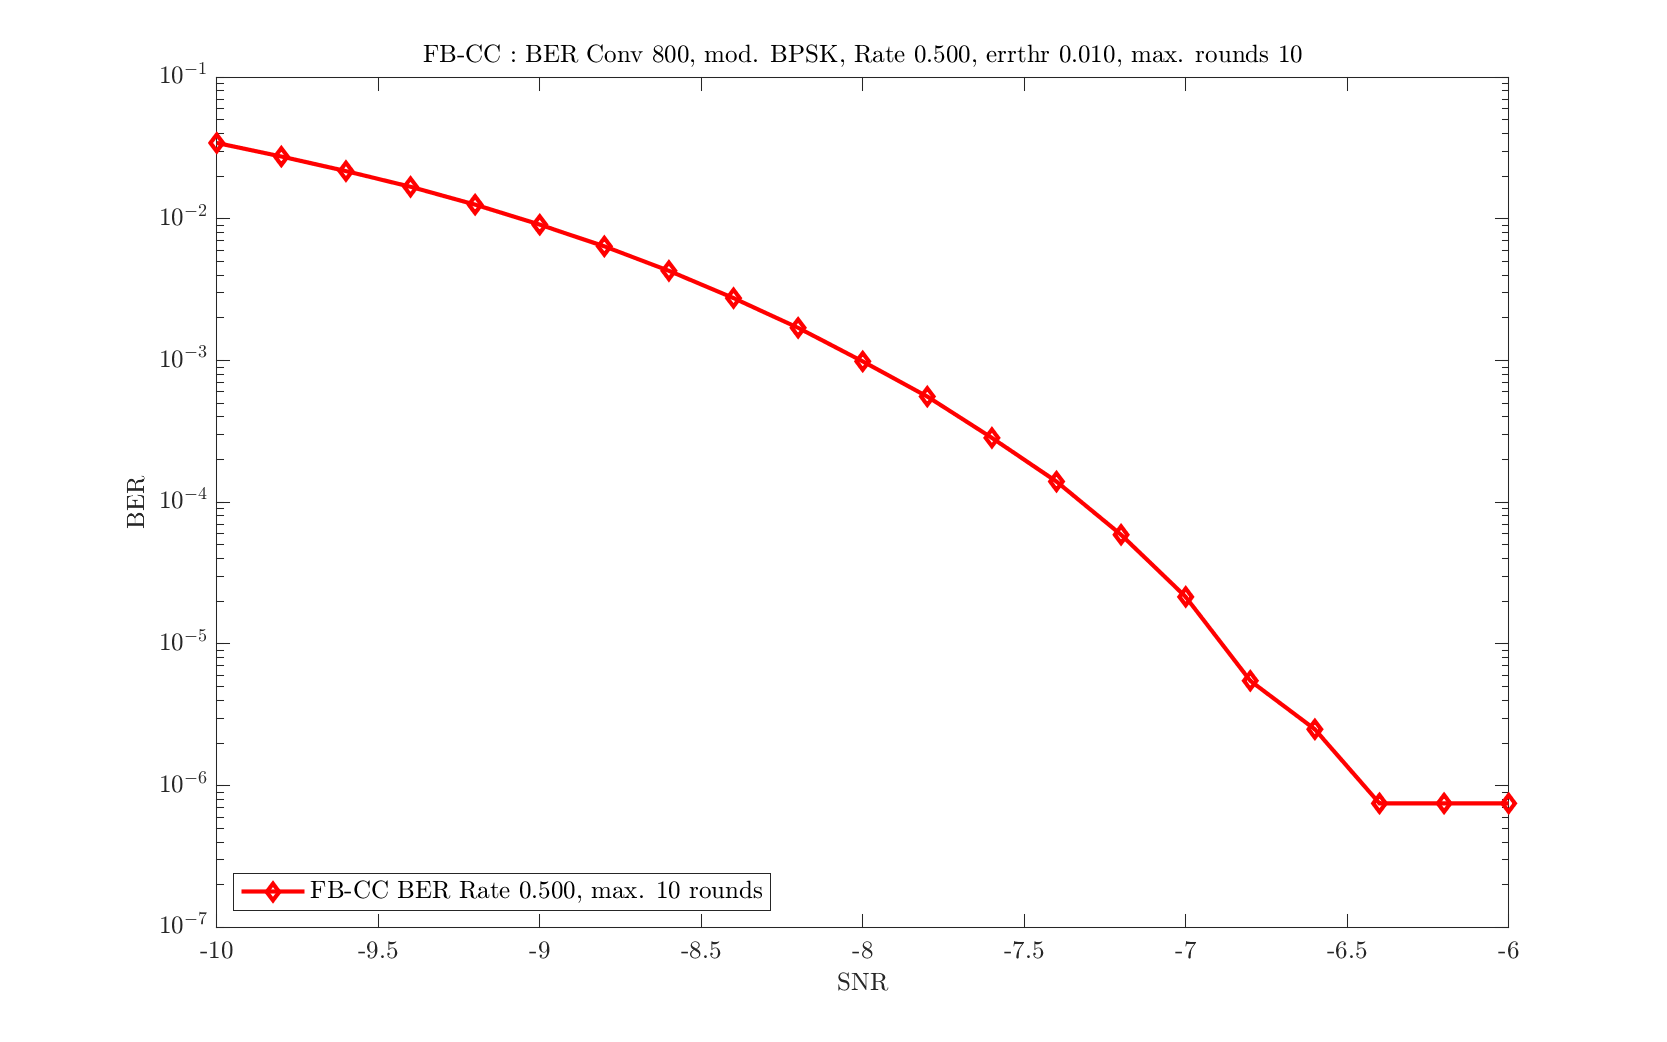 FB-CC : BER Conv 800, mod. BPSK, Rate 0.500, errthr 0.010, max. rounds 10
10⁻¹
10⁻²
10⁻³
10⁻⁴
10⁻⁵
10⁻⁶
10⁻⁷
BER
FB-CC BER Rate 0.500, max. 10 rounds
-10 -9.5 -9 -8.5 -8 -7.5 -7 -6.5 -6
SNR